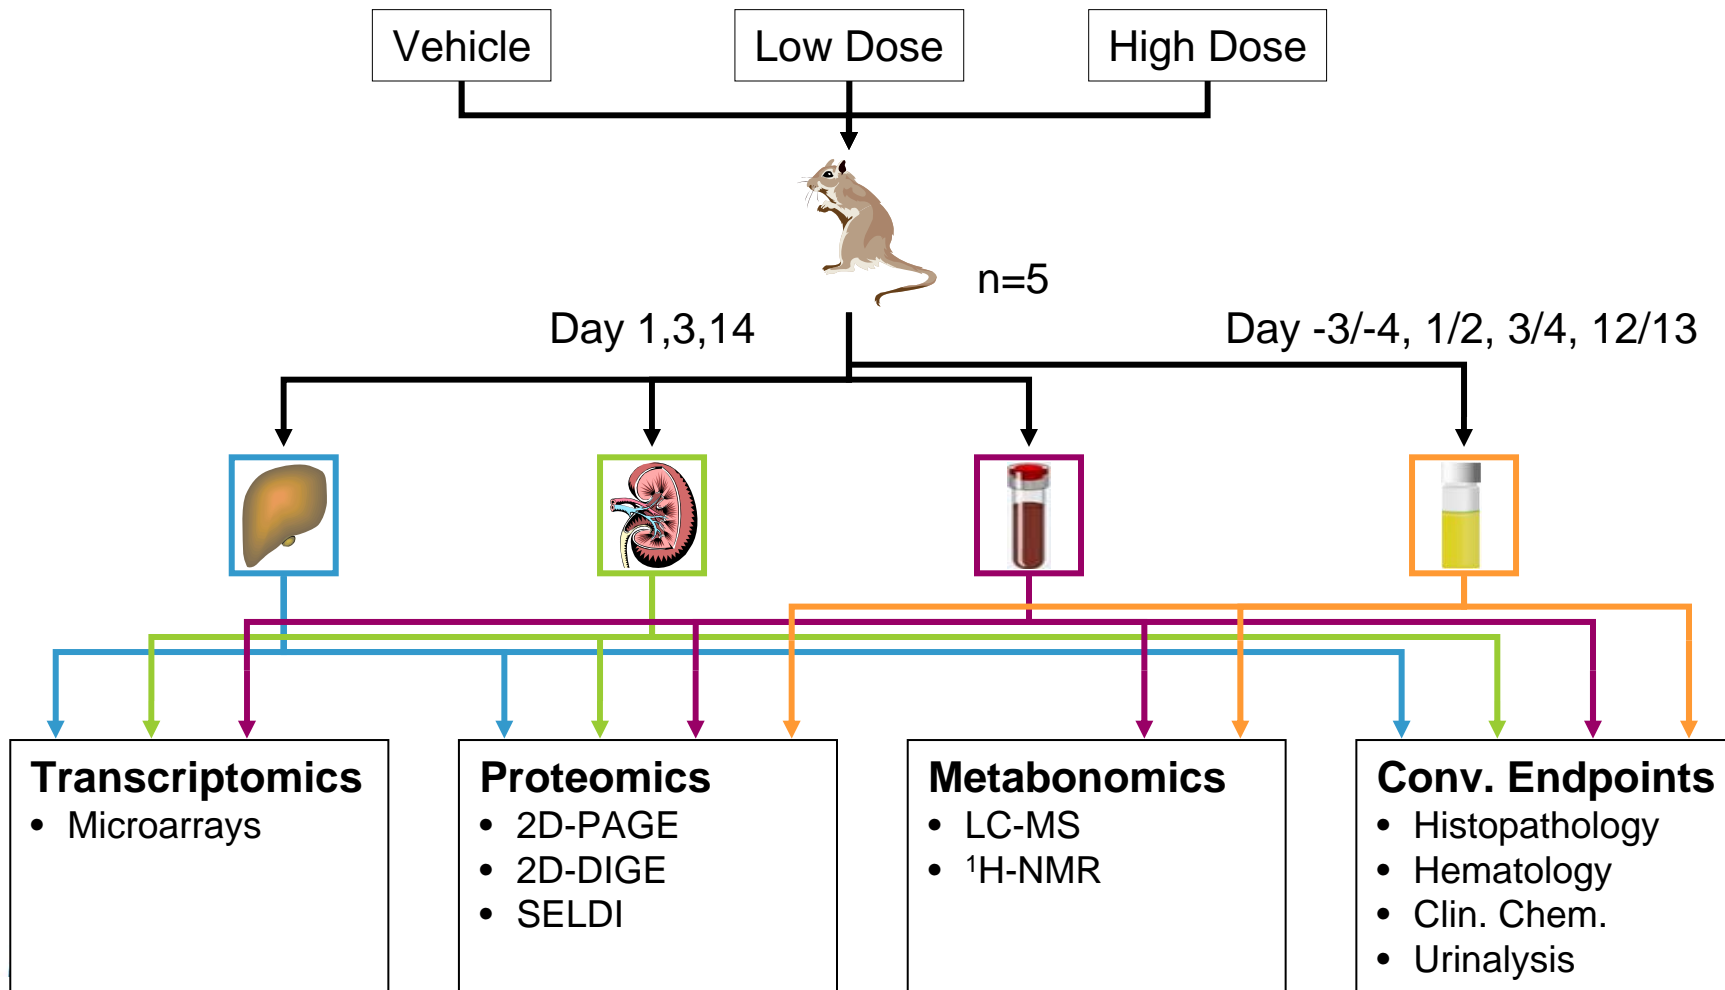 Vehicle
Low Dose
High Dose
n=5
Day 1,3,14
Day -3/-4, 1/2, 3/4, 12/13
Transcriptomics
• Microarrays
Proteomics
• 2D-PAGE
• 2D-DIGE
• SELDI
Metabonomics
• LC-MS
• ¹H-NMR
Conv. Endpoints
• Histopathology
• Hematology
• Clin. Chem.
• Urinalysis